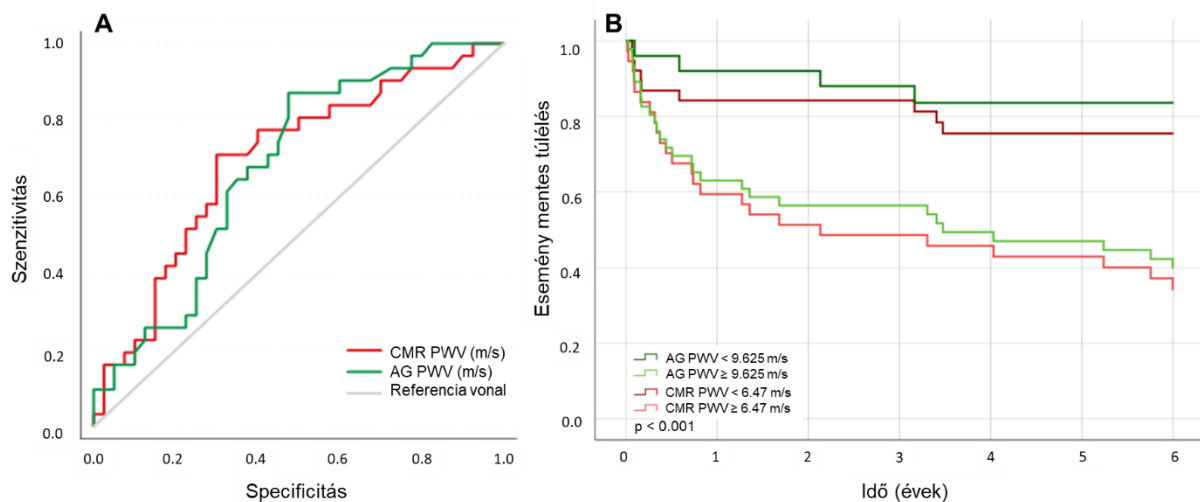 A
Szenzitivitás
1.0
0.8
0.6
0.4
0.2
0.0
CMR PWV (m/s)
AG PWV (m/s)
Referencia vonal
0.0 0.2 0.4 0.6 0.8 1.0
Specificitás
B
Esemény mentes túlélés
1.0
0.8
0.6
0.4
0.2
0.0
AG PWV < 9.625 m/s
AG PWV ≥ 9.625 m/s
CMR PWV < 6.47 m/s
CMR PWV ≥ 6.47 m/s
p < 0.001
0 1 2 3 4 5 6
Idő (évek)